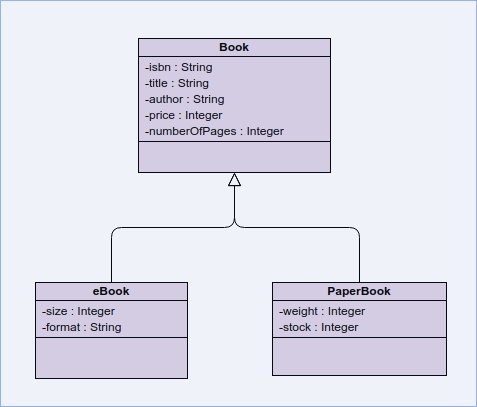 Book
-isbn : String
-title : String
-author : String
-price : Integer
-numberOfPages : Integer
eBook
-size : Integer
-format : String
PaperBook
-weight : Integer
-stock : Integer